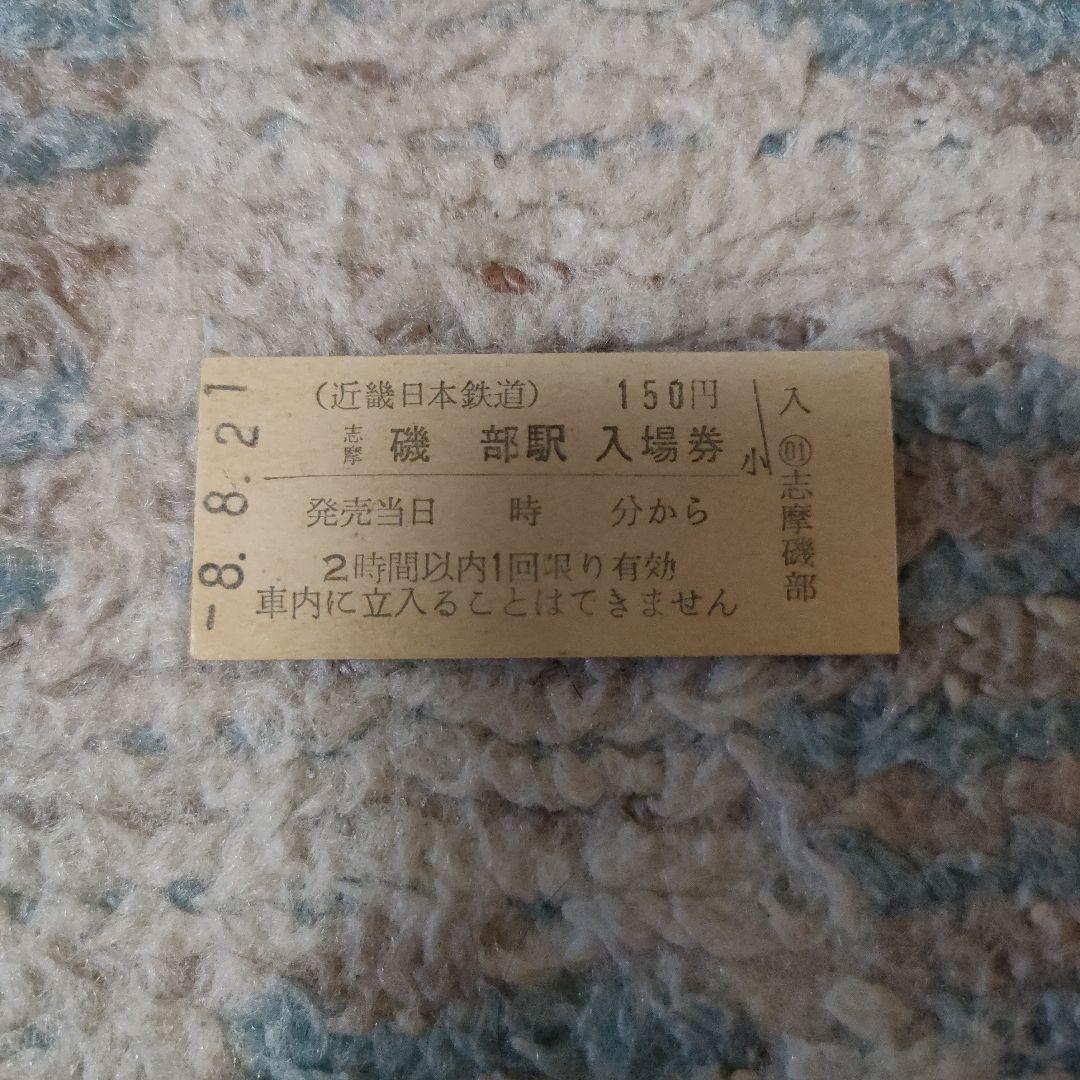 -8.8.21
(近畿日本鉄道) 150円
志摩 磯部駅 入場券
小
発売当日 時 分から
2時間以内1回限り有効
車内に立入ることはできません
入 01 志摩磯部